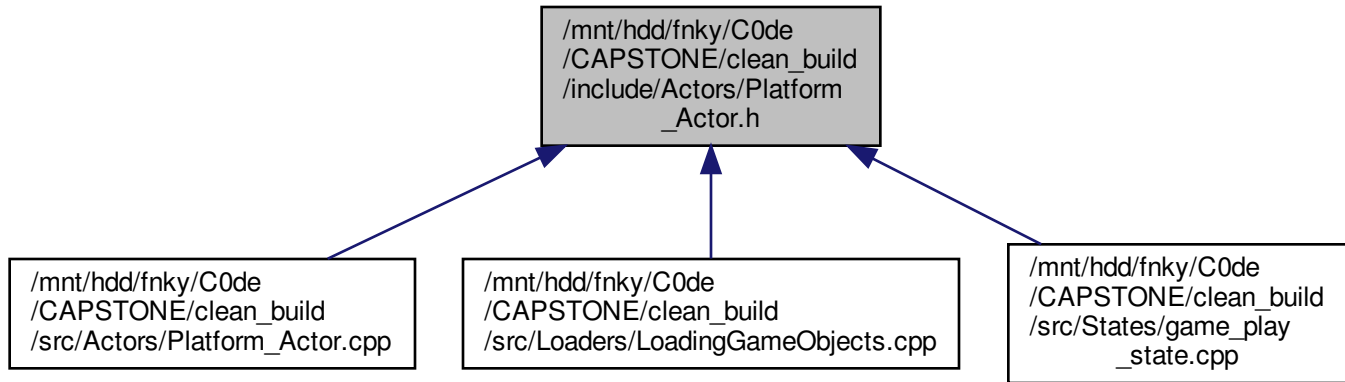 /mnt/hdd/fnky/C0de
/CAPSTONE/clean_build
/include/Actors/Platform
_Actor.h
/mnt/hdd/fnky/C0de
/CAPSTONE/clean_build
/src/Actors/Platform_Actor.cpp
/mnt/hdd/fnky/C0de
/CAPSTONE/clean_build
/src/Loaders/LoadingGameObjects.cpp
/mnt/hdd/fnky/C0de
/CAPSTONE/clean_build
/src/States/game_play
_state.cpp